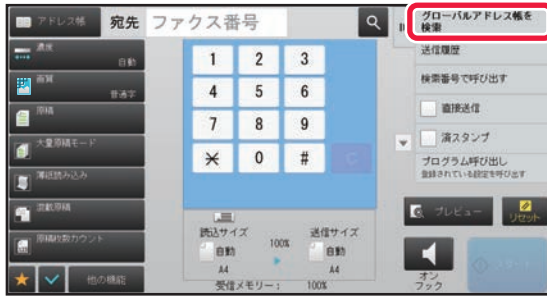 アドレス帳
宛先
ファクス番号
グローバルアドレス帳を
検索
濃度
自動
送信履歴
画質
普通字
検索番号で呼び出す
原稿
直接送信
大量原稿モード
済スタンプ
薄紙読み込み
プログラム呼び出し
登録されている設定を呼び出す
混載原稿
原稿枚数カウント
他の機能
1 2 3
4 5 6
7 8 9
0 #
C
読込サイズ
自動
A4
100%
送信サイズ
自動
A4
受信メモリー: 100%
プレビュー
リセット
オン
フック
スタート